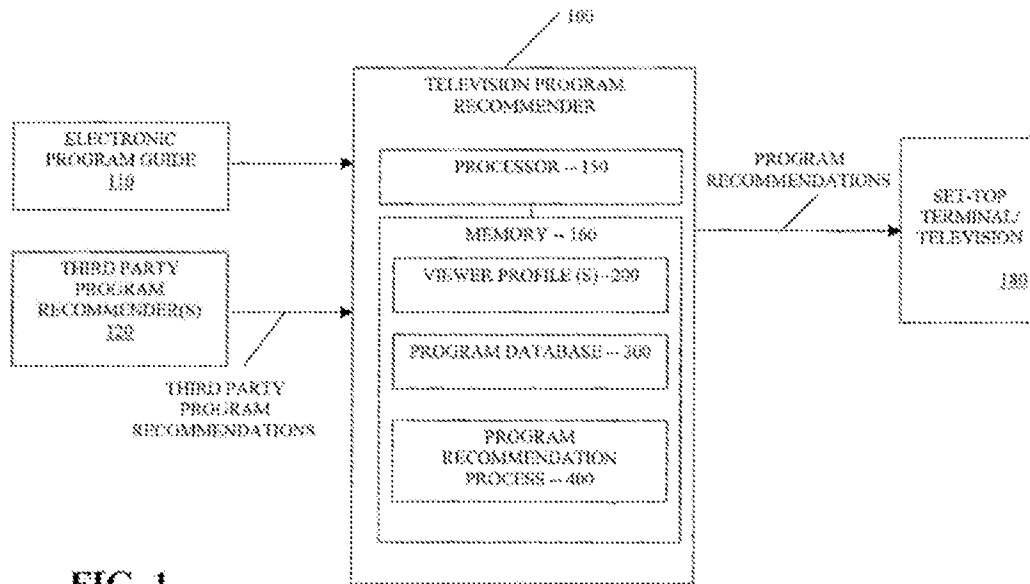 100
TELEVISION PROGRAM
RECOMMENDER
ELECTRONIC
PROGRAM GUIDE
110
PROCESSOR -- 150
PROGRAM
RECOMMENDATIONS
SET-TOP
TERMINAL/
TELEVISION
180
MEMORY -- 160
THIRD PARTY
PROGRAM
RECOMMENDER(S)
120
VIEWER PROFILE (S) --200
PROGRAM DATABASE -- 300
THIRD PARTY
PROGRAM
RECOMMENDATIONS
PROGRAM
RECOMMENDATION
PROCESS -- 400
FIG. 1